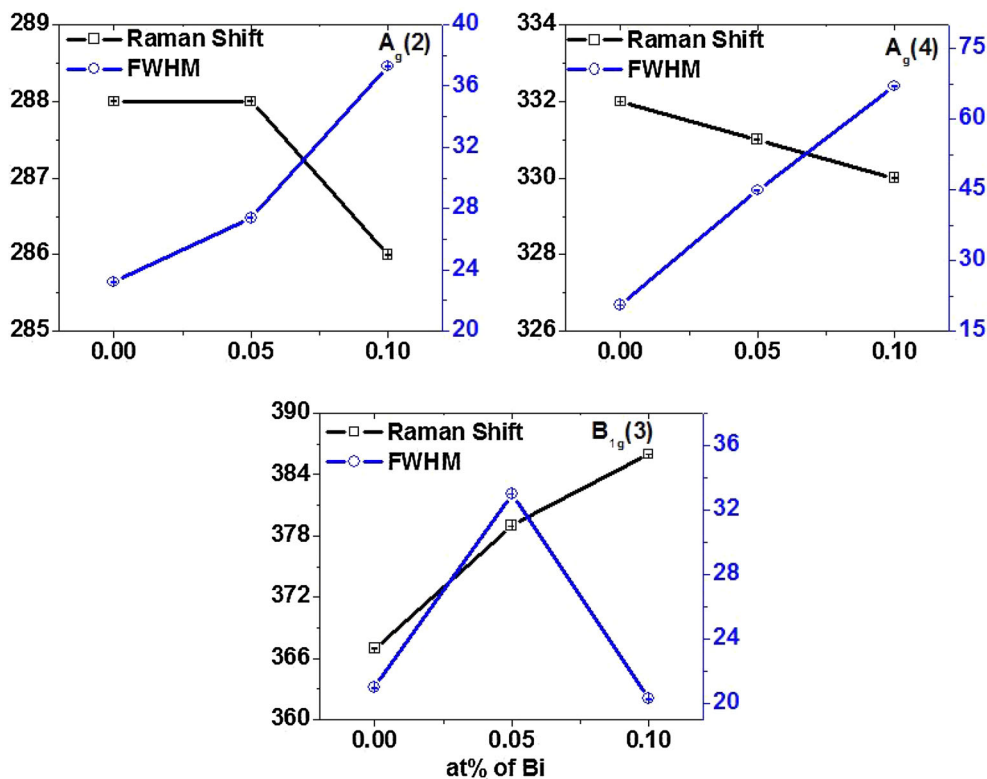 289
288
287
286
285
Raman Shift
FWHM
Ag(2)
40
36
32
28
24
20
0.00 0.05 0.10
334
332
330
328
326
Raman Shift
FWHM
Ag(4)
75
60
45
30
15
0.00 0.05 0.10
390
384
378
372
366
360
Raman Shift
FWHM
B1g(3)
36
32
28
24
20
0.00 0.05 0.10
at% of Bi